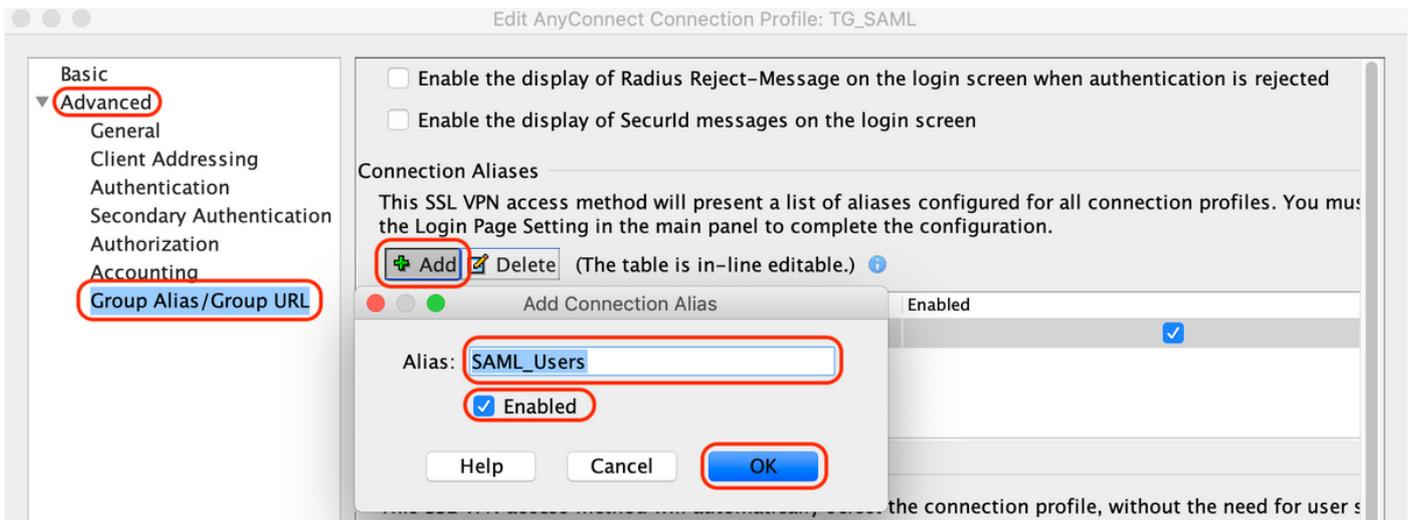 Edit AnyConnect Connection Profile: TG_SAML
Basic
Advanced
General
Client Addressing
Authentication
Secondary Authentication
Authorization
Accounting
Group Alias/Group URL
Enable the display of Radius Reject-Message on the login screen when authentication is rejected
Enable the display of SecurId messages on the login screen
Connection Aliases
This SSL VPN access method will present a list of aliases configured for all connection profiles. You mus
the Login Page Setting in the main panel to complete the configuration.
Add Delete (The table is in-line editable.)
Enabled
Add Connection Alias
Alias: SAML_Users
Enabled
Help Cancel OK
the connection profile, without the need for user s